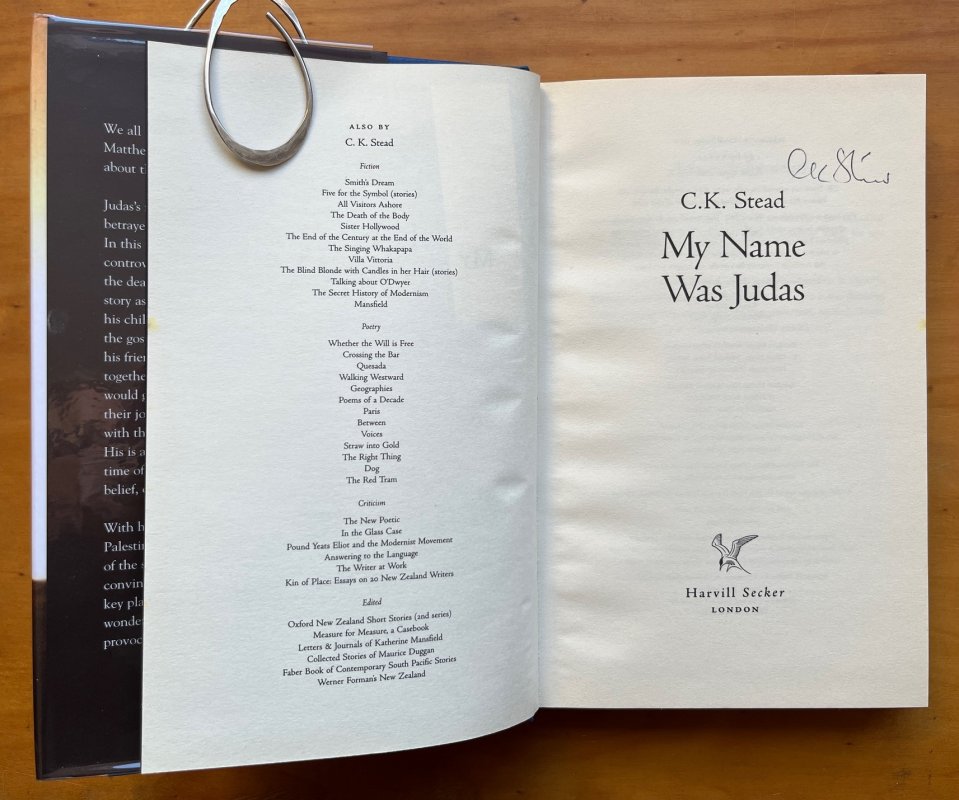 We all
Matthe
about t
Judas's
betraye
In this
controv
the dea
story as
his chil
the gos
his frie
togethe
would
their jo
with th
His is a
time of
belief,
With h
Palesti
of the
convin
key pla
wonde
provoc
ALSO BY
C. K. Stead
Fiction
Smith's Dream
Five for the Symbol (stories)
All Visitors Ashore
The Death of the Body
Sister Hollywood
The End of the Century at the End of the World
The Singing Whakapapa
Villa Vittoria
The Blind Blonde with Candles in her Hair (stories)
Talking about O'Dwyer
The Secret History of Modernism
Mansfield
Poetry
Whether the Will is Free
Crossing the Bar
Quesada
Walking Westward
Geographies
Poems of a Decade
Paris
Between
Voices
Straw into Gold
The Right Thing
Dog
The Red Tram
Criticism
The New Poetic
In the Glass Case
Pound Yeats Eliot and the Modernist Movement
Answering to the Language
The Writer at Work
Kin of Place: Essays on 20 New Zealand Writers
Edited
Oxford New Zealand Short Stories (2nd series)
Measure for Measure, a Casebook
Letters & Journals of Katherine Mansfield
Collected Stories of Maurice Duggan
Faber Book of Contemporary South Pacific Stories
Werner Forman's New Zealand
CK Stead
C.K. Stead
My Name
Was Judas
Harvill Secker
LONDON